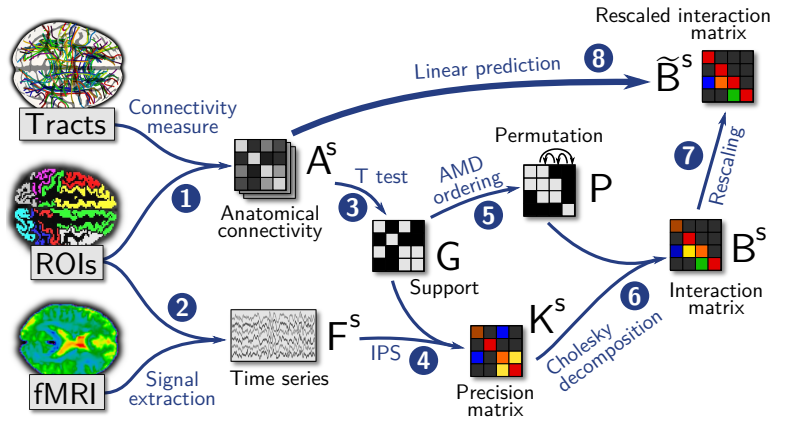 Rescaled interaction
matrix
B̃ˢ
8
Linear prediction
Tracts
Connectivity
measure
1
Aˢ
Anatomical
connectivity
T test
3
AMD
ordering
5
Permutation
P
7
Rescaling
ROIs
G
Support
Bˢ
Interaction
matrix
2
Fˢ
Time series
IPS
4
Kˢ
Precision
matrix
6
Cholesky
decomposition
fMRI
Signal
extraction